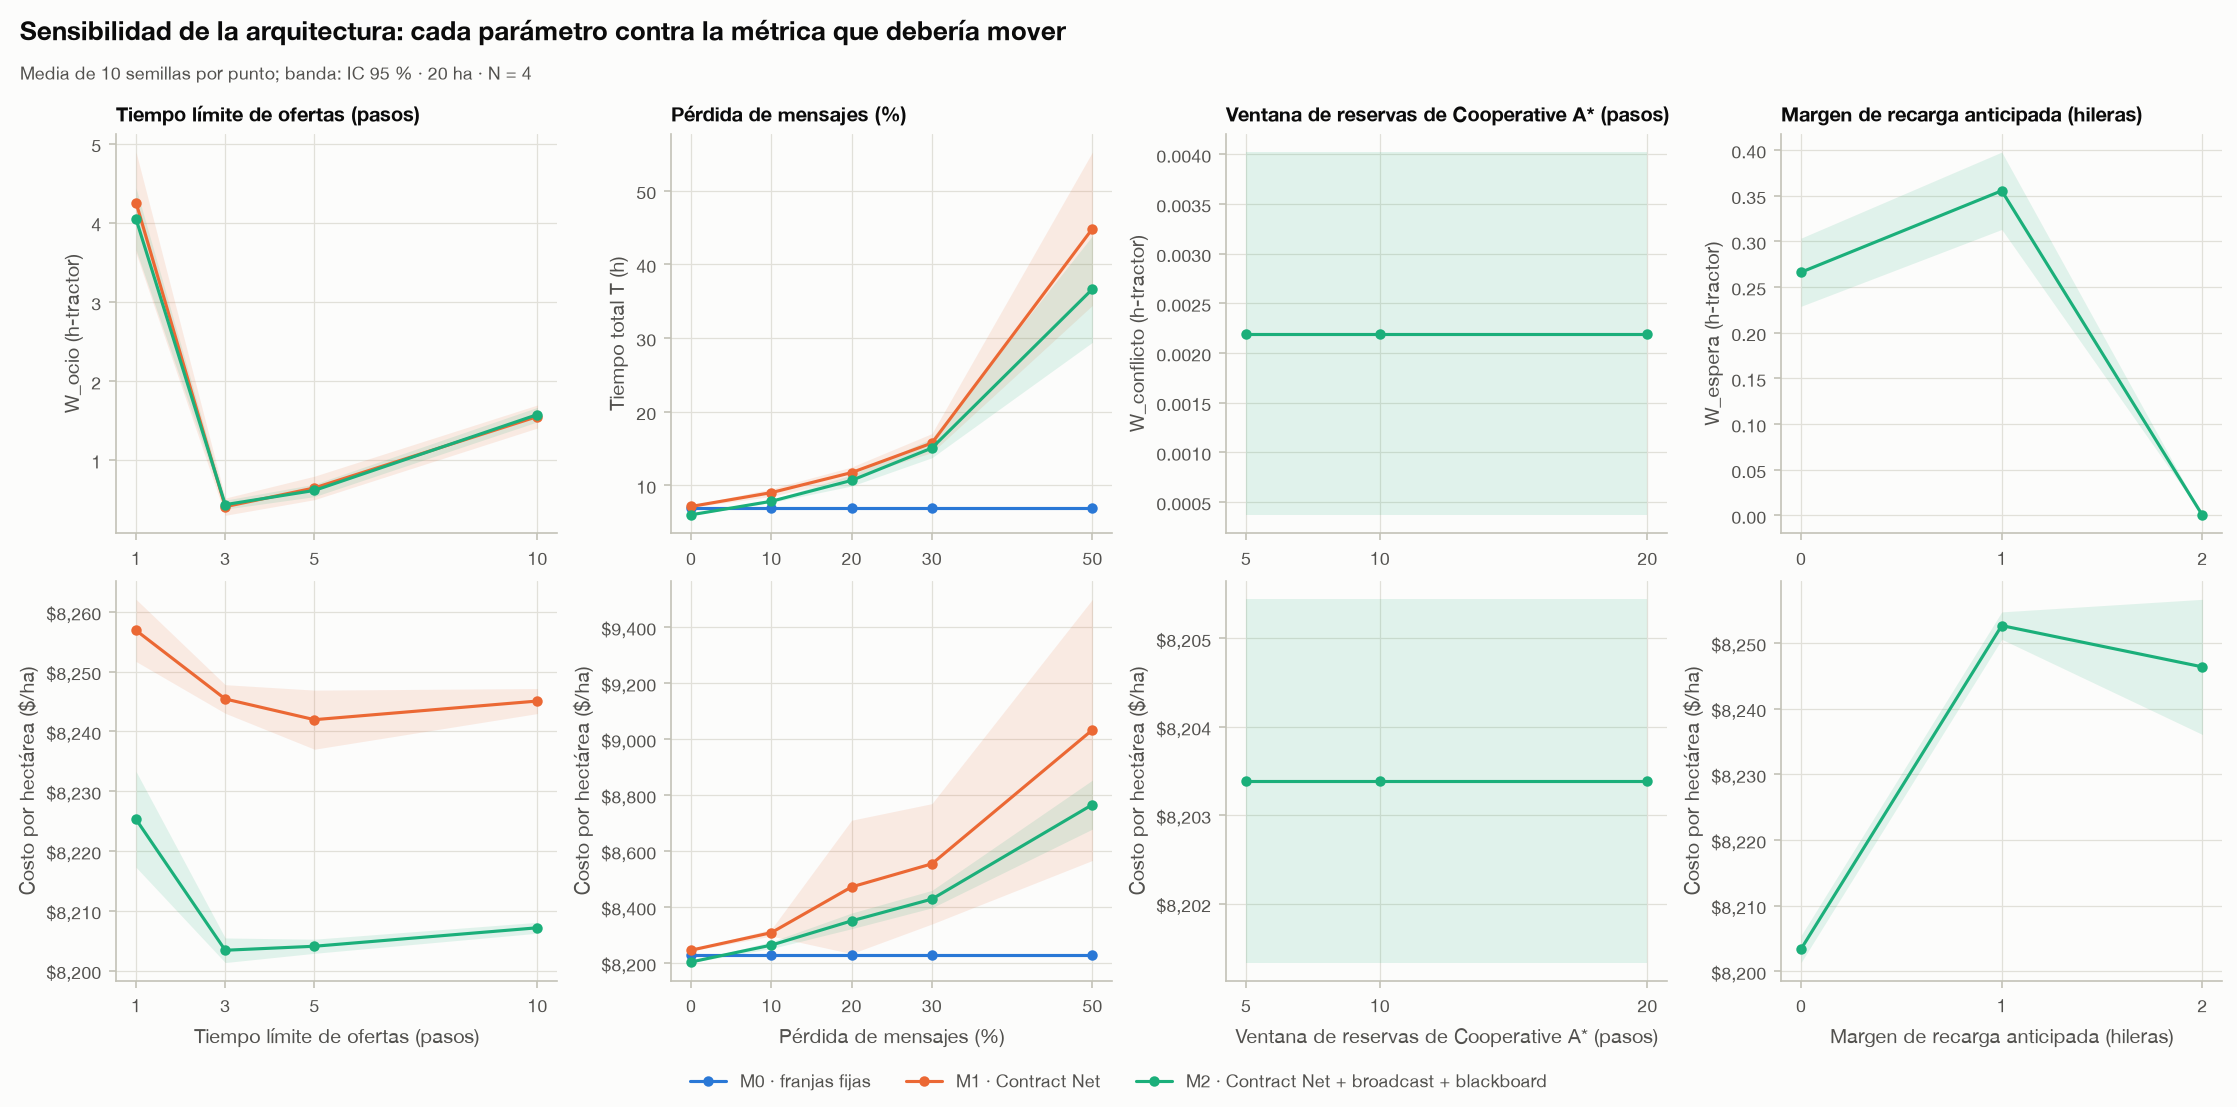 Sensibilidad de la arquitectura: cada parámetro contra la métrica que debería mover
Media de 10 semillas por punto; banda: IC 95 % · 20 ha · N = 4
Tiempo límite de ofertas (pasos)
W_ocio (h-tractor)
5
4
3
2
1
1 3 5 10
Pérdida de mensajes (%)
Tiempo total T (h)
50
40
30
20
10
0 10 20 30 50
Ventana de reservas de Cooperative A* (pasos)
W_conflicto (h-tractor)
0.0040
0.0035
0.0030
0.0025
0.0020
0.0015
0.0010
0.0005
5 10 20
Margen de recarga anticipada (hileras)
W_espera (h-tractor)
0.40
0.35
0.30
0.25
0.20
0.15
0.10
0.05
0.00
0 1 2
Costo por hectárea ($/ha)
$8,260
$8,250
$8,240
$8,230
$8,220
$8,210
$8,200
1 3 5 10
Tiempo límite de ofertas (pasos)
Costo por hectárea ($/ha)
$9,400
$9,200
$9,000
$8,800
$8,600
$8,400
$8,200
0 10 20 30 50
Pérdida de mensajes (%)
Costo por hectárea ($/ha)
$8,205
$8,204
$8,203
$8,202
5 10 20
Ventana de reservas de Cooperative A* (pasos)
Costo por hectárea ($/ha)
$8,250
$8,240
$8,230
$8,220
$8,210
$8,200
0 1 2
Margen de recarga anticipada (hileras)
M0 · franjas fijas
M1 · Contract Net
M2 · Contract Net + broadcast + blackboard